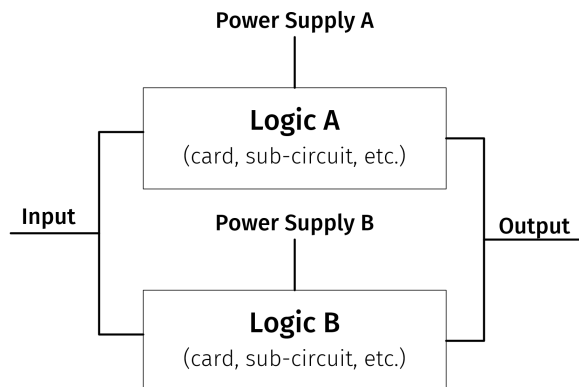 Power Supply A
Logic A
(card, sub-circuit, etc.)
Input
Power Supply B
Output
Logic B
(card, sub-circuit, etc.)